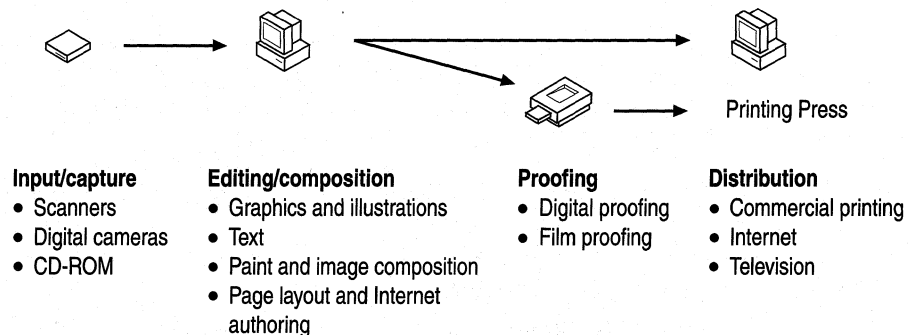 Printing Press
Input/capture
• Scanners
• Digital cameras
• CD-ROM
Editing/composition
• Graphics and illustrations
• Text
• Paint and image composition
• Page layout and Internet
authoring
Proofing
• Digital proofing
• Film proofing
Distribution
• Commercial printing
• Internet
• Television